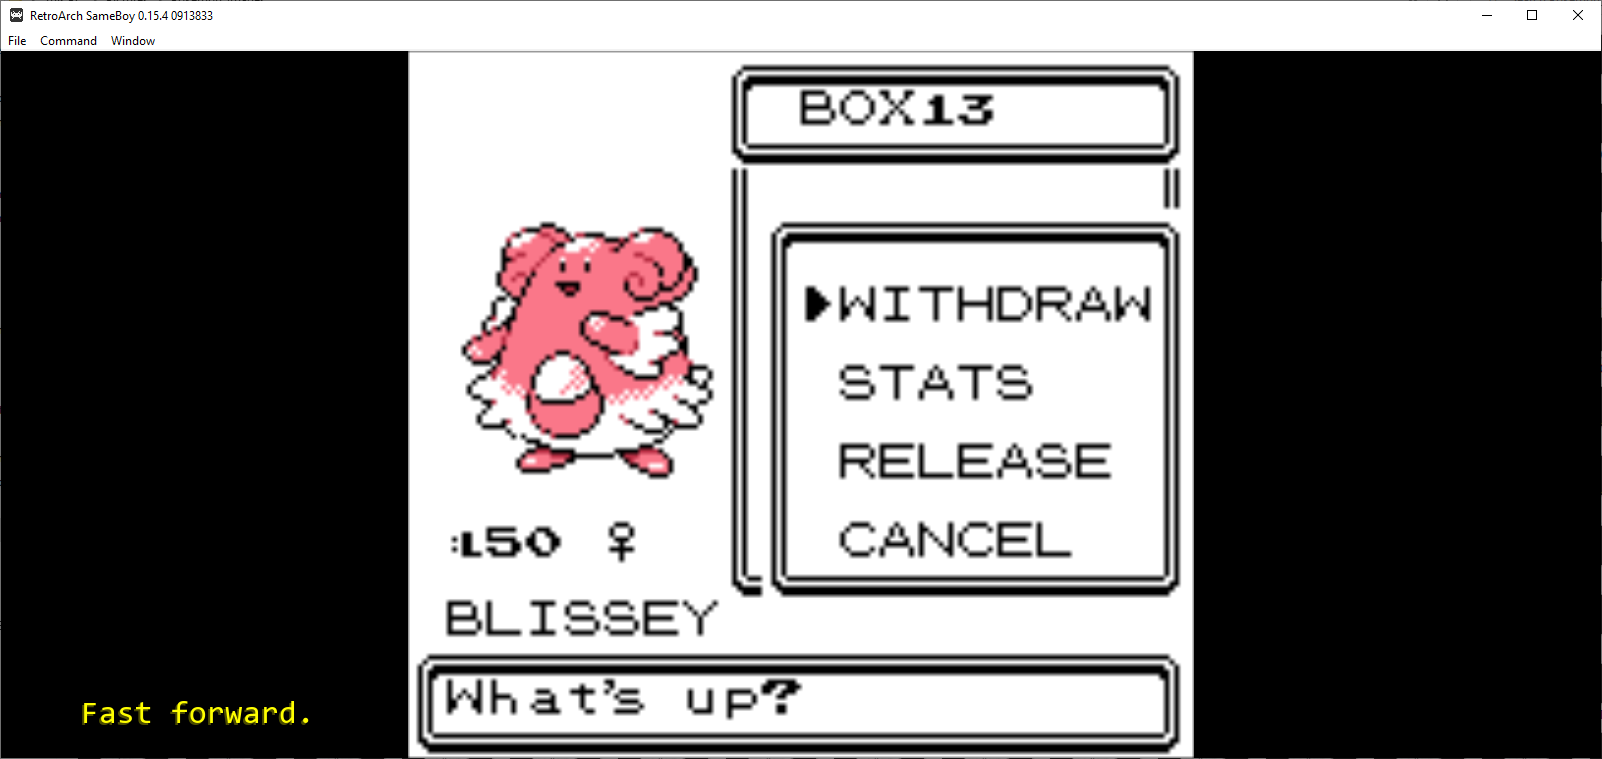 RetroArch SameBoy 0.15.4 0913833
File Command Window
BOX13
WITHDRAW
STATS
RELEASE
CANCEL
:L50 ♀
BLISSEY
What's up?
Fast forward.